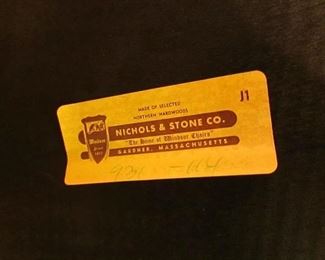 MADE OF SELECTED
NORTHERN HARDWOODS
J1
NICHOLS & STONE CO.
"The Home of Windsor Chairs"
GARDNER, MASSACHUSETTS